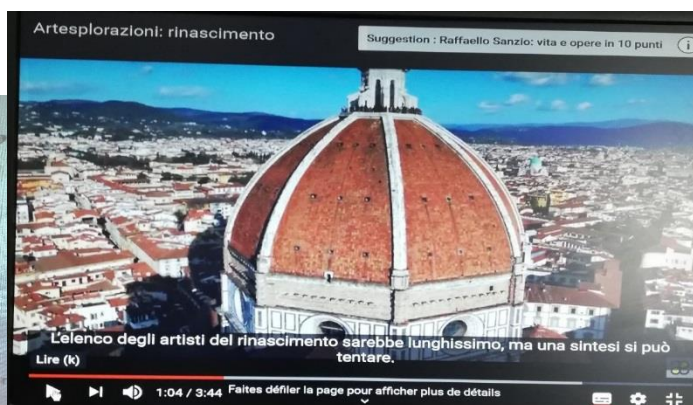 Artesplorazioni: rinascimento
Suggestion : Raffaello Sanzio: vita e opere in 10 punti
L'elenco degli artisti del rinascimento sarebbe lunghissimo, ma una sintesi si può
tentare.
Lire (k)
1:04 / 3:44 Faites défiler la page pour afficher plus de détails